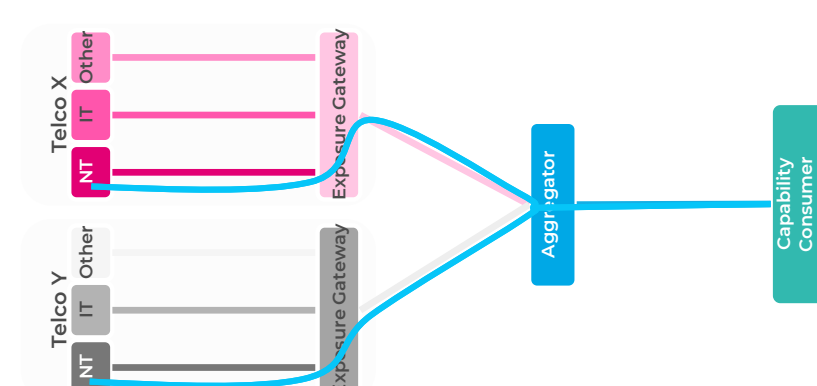 Telco X
Other
IT
NT
Exposure Gateway
Telco Y
Other
IT
NT
Exposure Gateway
Aggregator
Capability
Consumer